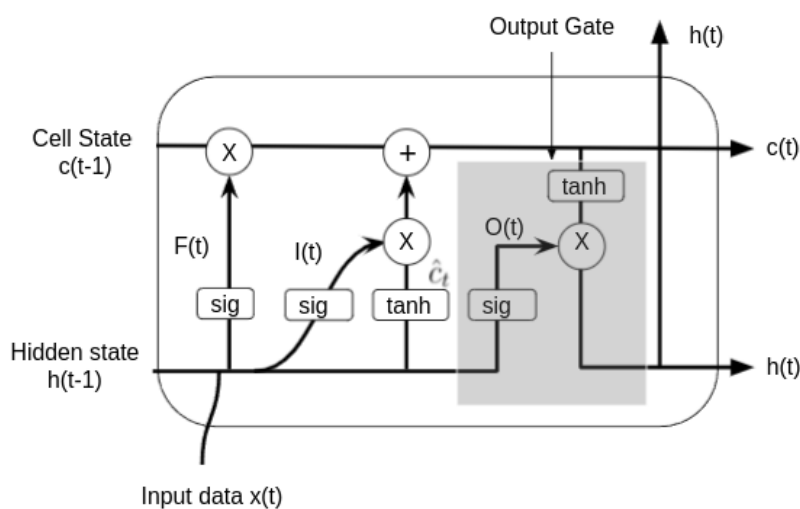 Output Gate
h(t)
Cell State
c(t-1)
X
+
c(t)
tanh
F(t)
I(t)
X
O(t)
X
ĉt
sig
sig
tanh
sig
Hidden state
h(t-1)
h(t)
Input data x(t)